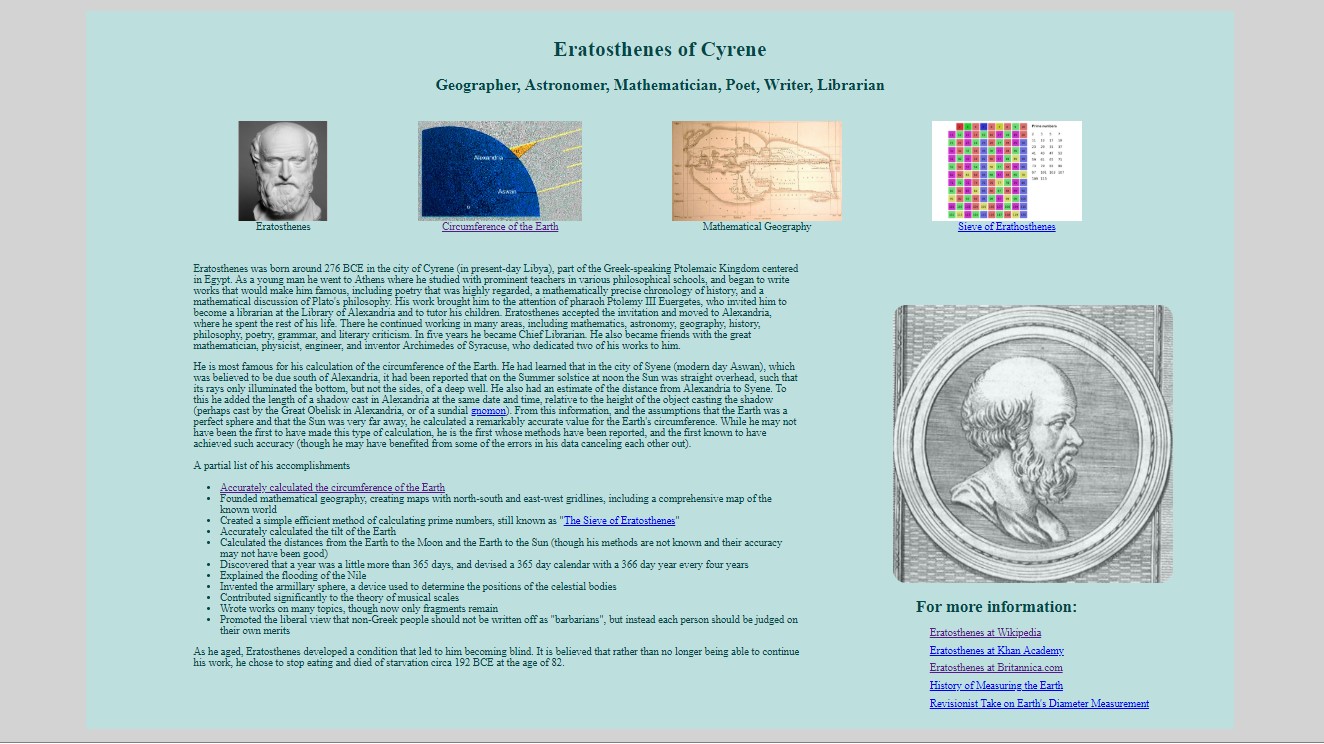 Eratosthenes of Cyrene
Geographer, Astronomer, Mathematician, Poet, Writer, Librarian
Alexandria
Aswan
Prime numbers
Eratosthenes
Circumference of the Earth
Mathematical Geography
Sieve of Erathosthenes
Eratosthenes was born around 276 BCE in the city of Cyrene (in present-day Libya), part of the Greek-speaking Ptolemaic Kingdom centered
in Egypt. As a young man he went to Athens where he studied with prominent teachers in various philosophical schools, and began to write
works that would make him famous, including poetry that was highly regarded, a mathematically precise chronology of history, and a
mathematical discussion of Plato's philosophy. His work brought him to the attention of pharaoh Ptolemy III Euergetes, who invited him to
become a librarian at the Library of Alexandria and to tutor his children. Eratosthenes accepted the invitation and moved to Alexandria,
where he spent the rest of his life. There he continued working in many areas, including mathematics, astronomy, geography, history,
philosophy, poetry, grammar, and literary criticism. In five years he became Chief Librarian. He also became friends with the great
mathematician, physicist, engineer, and inventor Archimedes of Syracuse, who dedicated two of his works to him.
He is most famous for his calculation of the circumference of the Earth. He had learned that in the city of Syene (modern day Aswan), which
was believed to be due south of Alexandria, it had been reported that on the Summer solstice at noon the Sun was straight overhead, such that
its rays only illuminated the bottom, but not the sides, of a deep well. He also had an estimate of the distance from Alexandria to Syene. To
this he added the length of a shadow cast in Alexandria at the same date and time, relative to the height of the object casting the shadow
(perhaps cast by the Great Obelisk in Alexandria, or of a sundial gnomon). From this information, and the assumptions that the Earth was a
perfect sphere and that the Sun was very far away, he calculated a remarkably accurate value for the Earth's circumference. While he may not
have been the first to have made this type of calculation, he is the first whose methods have been reported, and the first known to have
achieved such accuracy (though he may have benefited from some of the errors in his data canceling each other out).
A partial list of his accomplishments
• Accurately calculated the circumference of the Earth
• Founded mathematical geography, creating maps with north-south and east-west gridlines, including a comprehensive map of the
known world
• Created a simple efficient method of calculating prime numbers, still known as "The Sieve of Eratosthenes"
• Accurately calculated the tilt of the Earth
• Calculated the distances from the Earth to the Moon and the Earth to the Sun (though his methods are not known and their accuracy
may not have been good)
• Discovered that a year was a little more than 365 days, and devised a 365 day calendar with a 366 day year every four years
• Explained the flooding of the Nile
• Invented the armillary sphere, a device used to determine the positions of the celestial bodies
• Contributed significantly to the theory of musical scales
• Wrote works on many topics, though now only fragments remain
• Promoted the liberal view that non-Greek people should not be written off as "barbarians", but instead each person should be judged on
their own merits
As he aged, Eratosthenes developed a condition that led to him becoming blind. It is believed that rather than no longer being able to continue
his work, he chose to stop eating and died of starvation circa 192 BCE at the age of 82.
For more information:
Eratosthenes at Wikipedia
Eratosthenes at Khan Academy
Eratosthenes at Britannica.com
History of Measuring the Earth
Revisionist Take on Earth's Diameter Measurement